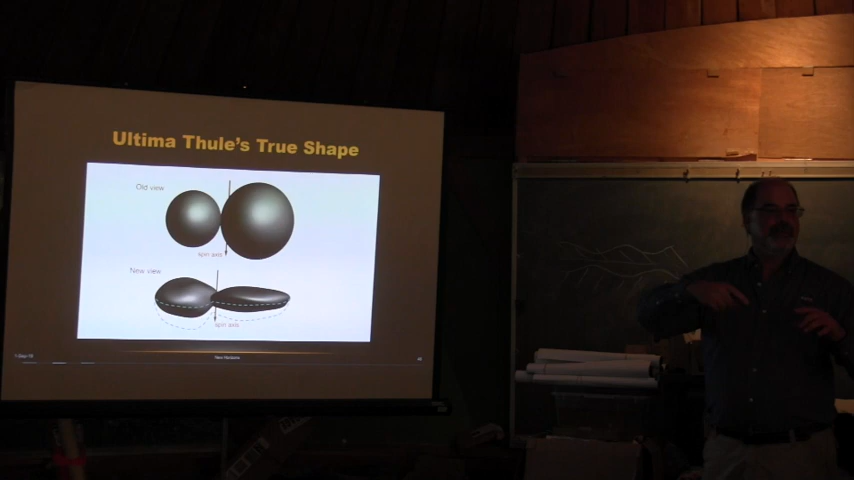 Ultima Thule's True Shape
Old view
spin axis
New view
spin axis
New Horizons